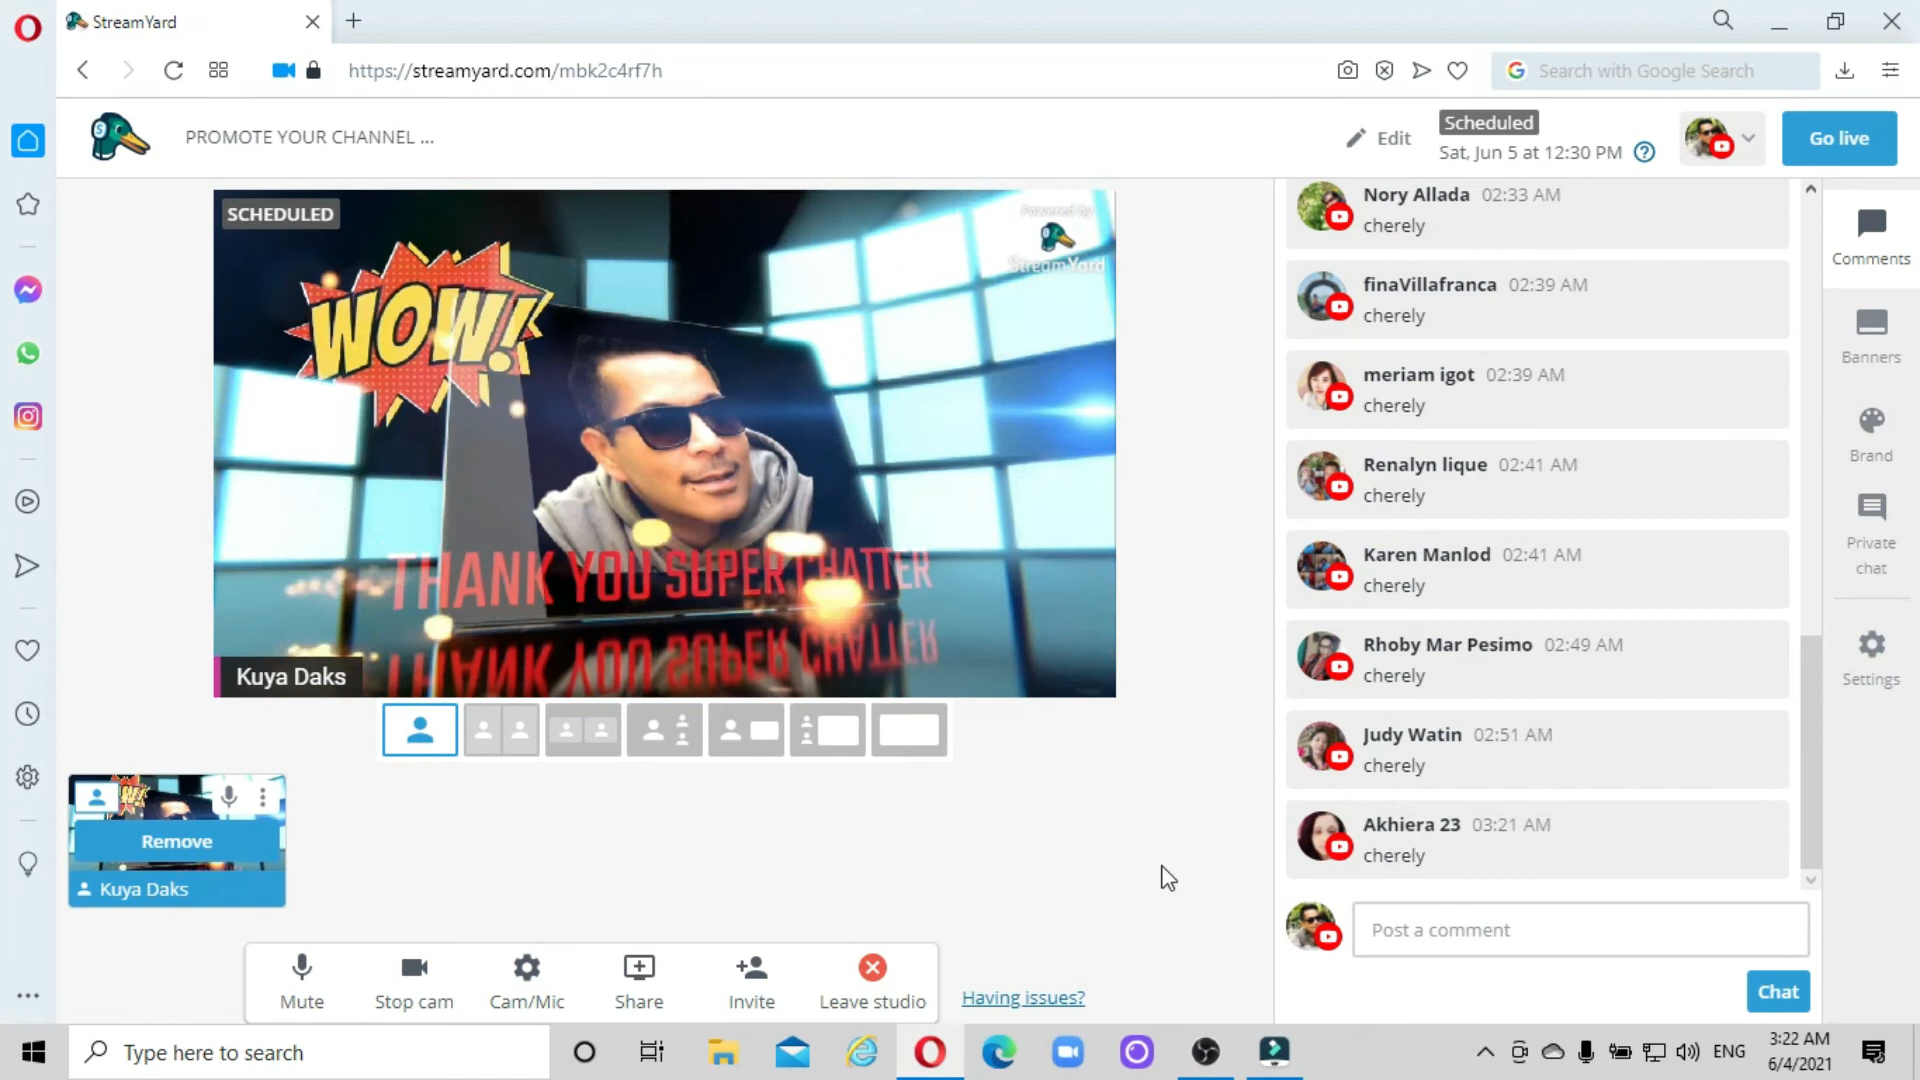 StreamYard
https://streamyard.com/mbk2c4rf7h
Search with Google Search
PROMOTE YOUR CHANNEL ...
Edit
Scheduled
Sat, Jun 5 at 12:30 PM
Go live
SCHEDULED
Powered by
StreamYard
WOW!
THANK YOU SUPER CHATTER
Kuya Daks
Remove
Kuya Daks
Mute
Stop cam
Cam/Mic
Share
Invite
Leave studio
Having issues?
Nory Allada 02:33 AM
cherely
finaVillafranca 02:39 AM
cherely
meriam igot 02:39 AM
cherely
Renalyn lique 02:41 AM
cherely
Karen Manlod 02:41 AM
cherely
Rhoby Mar Pesimo 02:49 AM
cherely
Judy Watin 02:51 AM
cherely
Akhiera 23 03:21 AM
cherely
Post a comment
Chat
Comments
Banners
Brand
Private
chat
Settings
Type here to search
ENG
3:22 AM
6/4/2021